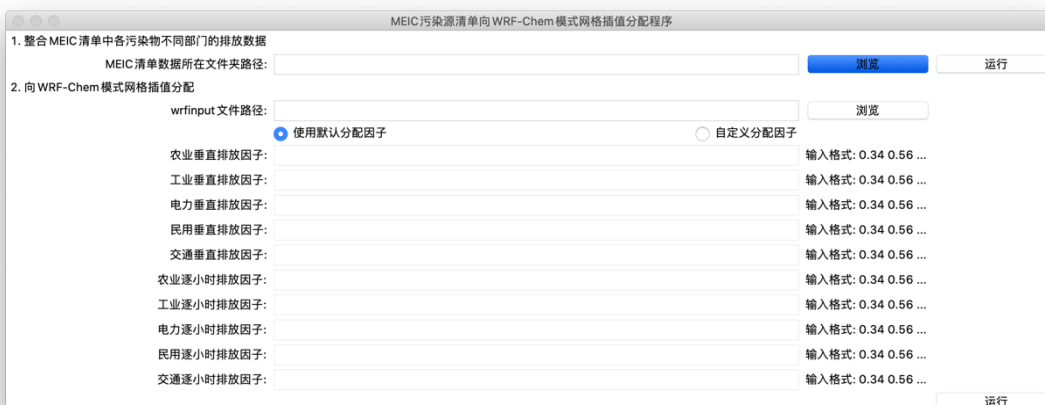 MEIC污染源清单向WRF-Chem模式网格插值分配程序
1. 整合MEIC清单中各污染物不同部门的排放数据
MEIC清单数据所在文件夹路径: 浏览 运行
2. 向WRF-Chem模式网格插值分配
wrfinput文件路径: 浏览
使用默认分配因子 自定义分配因子
农业垂直排放因子: 输入格式: 0.34 0.56 ...
工业垂直排放因子: 输入格式: 0.34 0.56 ...
电力垂直排放因子: 输入格式: 0.34 0.56 ...
民用垂直排放因子: 输入格式: 0.34 0.56 ...
交通垂直排放因子: 输入格式: 0.34 0.56 ...
农业逐小时排放因子: 输入格式: 0.34 0.56 ...
工业逐小时排放因子: 输入格式: 0.34 0.56 ...
电力逐小时排放因子: 输入格式: 0.34 0.56 ...
民用逐小时排放因子: 输入格式: 0.34 0.56 ...
交通逐小时排放因子: 输入格式: 0.34 0.56 ...
运行